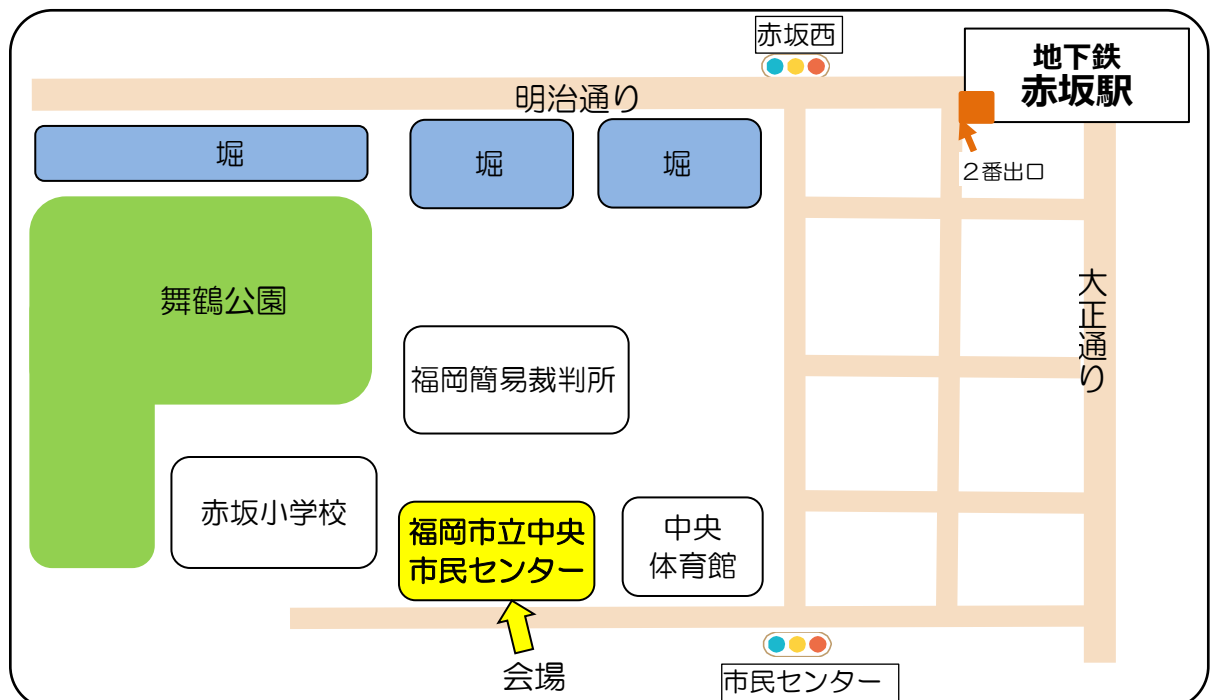 赤坂西
地下鉄
赤坂駅
明治通り
堀
堀
堀
2番出口
舞鶴公園
大正通り
福岡簡易裁判所
赤坂小学校
福岡市立中央
市民センター
中央
体育館
会場
市民センター